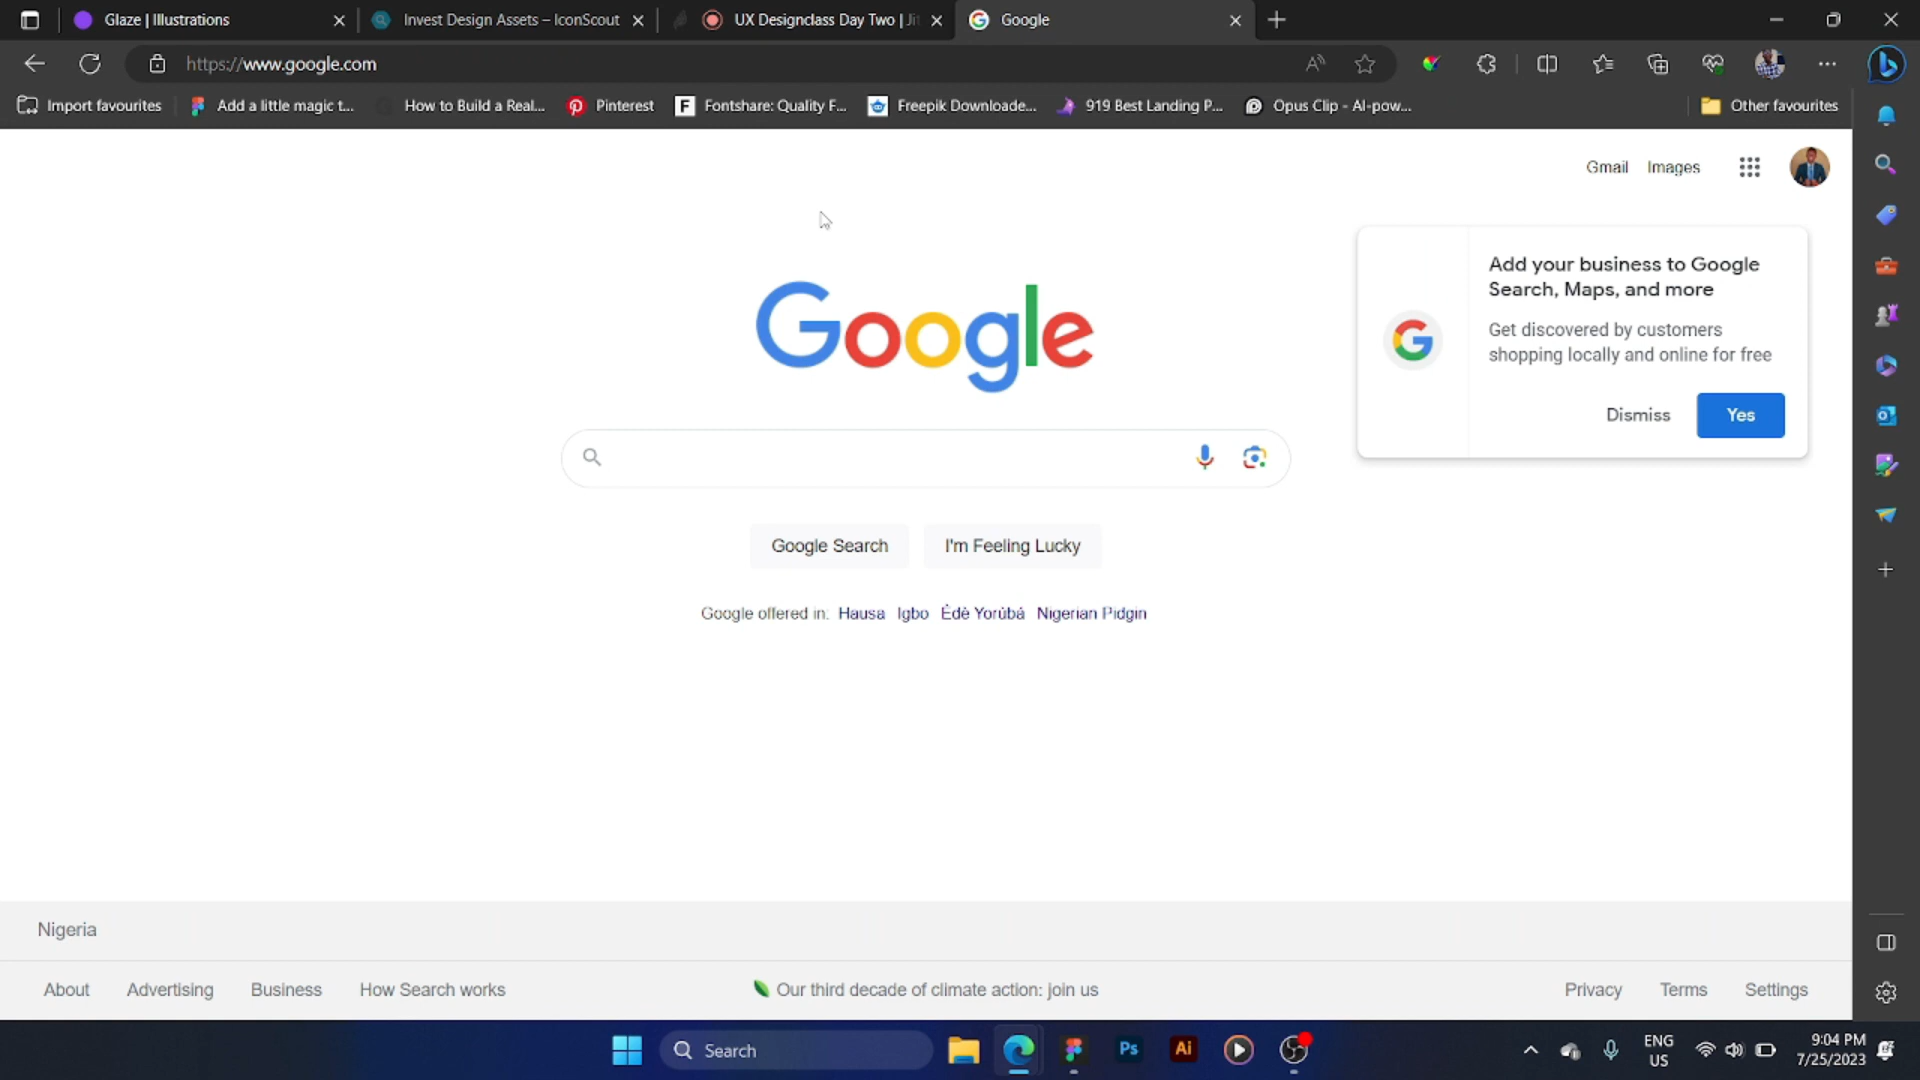 Glaze | Illustrations
Invest Design Assets – IconScout
UX Designclass Day Two | Jit
Google
https://www.google.com
Import favourites
Add a little magic t...
How to Build a Real...
Pinterest
F Fontshare: Quality F...
Freepik Downloade...
919 Best Landing P...
Opus Clip - AI-pow...
Other favourites
Gmail
Images
Google
Add your business to Google
Search, Maps, and more
Get discovered by customers
shopping locally and online for free
Dismiss
Yes
Google Search
I'm Feeling Lucky
Google offered in: Hausa Igbo Èdè Yorùbá Nigerian Pidgin
Nigeria
About
Advertising
Business
How Search works
Our third decade of climate action: join us
Privacy
Terms
Settings
Search
Ps
Ai
ENG
US
9:04 PM
7/25/2023